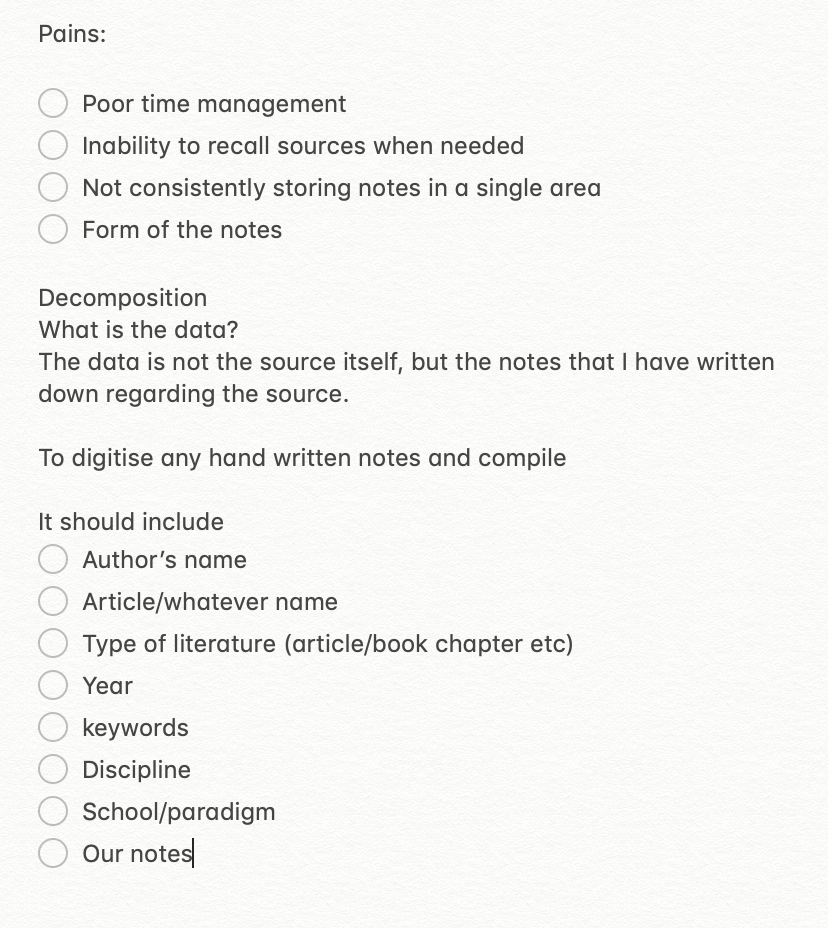 Pains:
Poor time management
Inability to recall sources when needed
Not consistently storing notes in a single area
Form of the notes
Decomposition
What is the data?
The data is not the source itself, but the notes that I have written
down regarding the source.
To digitise any hand written notes and compile
It should include
Author’s name
Article/whatever name
Type of literature (article/book chapter etc)
Year
keywords
Discipline
School/paradigm
Our notes